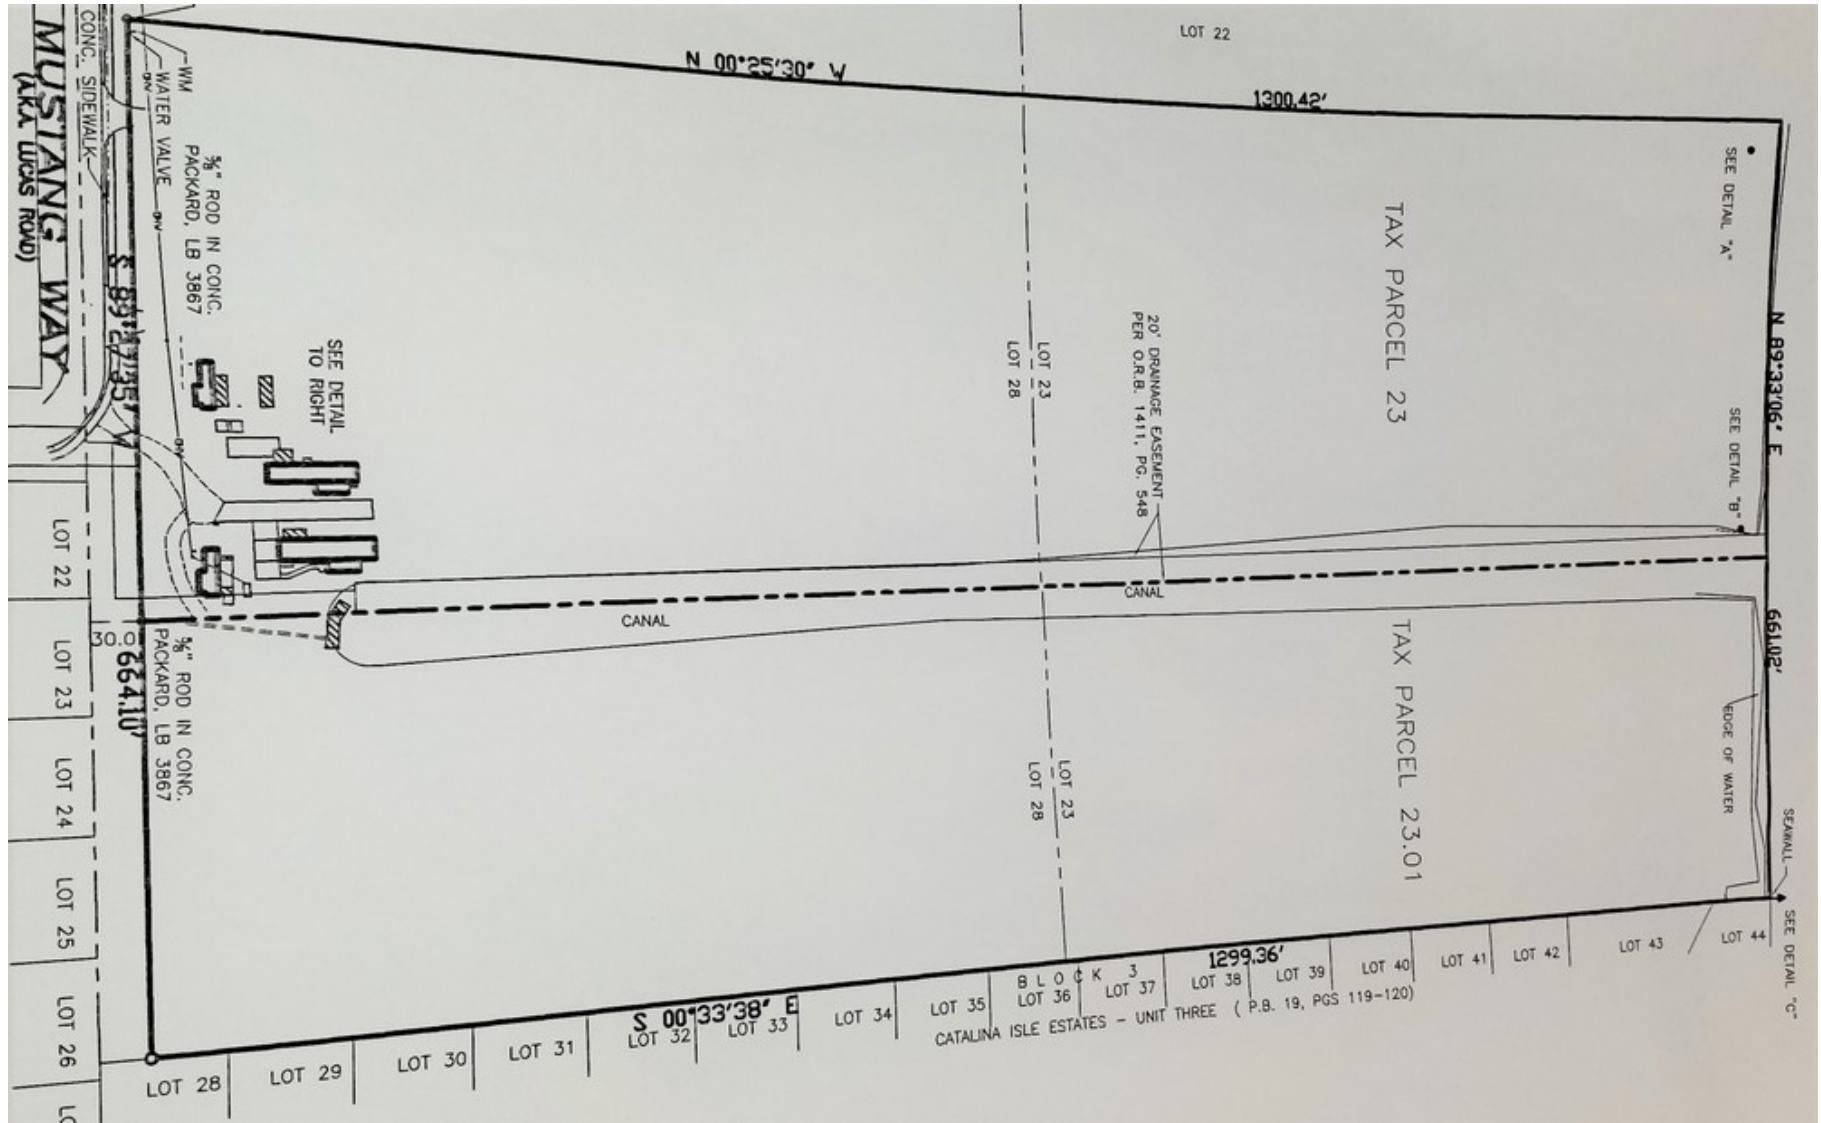 LOT 22
N 00°25'30" W
1300.42'
MUSTANG WAY
(A.K.A. LUCAS ROAD)
CONC. SIDEWALK
WM
WATER VALVE
OHV
OHV
OHV
⅝" ROD IN CONC.
PACKARD, LB 3867
S 89°27'35"
664.10'
SEE DETAIL
TO RIGHT
LOT 23
LOT 28
20' DRAINAGE EASEMENT
PER O.R.B. 1411, PG. 548
TAX PARCEL 23
SEE DETAIL "A"
N 89°33'06" E
661.02'
SEE DETAIL "B"
CANAL
CANAL
30.0
⅝" ROD IN CONC.
PACKARD, LB 3867
TAX PARCEL 23.01
LOT 23
LOT 28
EDGE OF WATER
SEAWALL
SEE DETAIL "C"
LOT 22
LOT 23
LOT 24
LOT 25
LOT 26
LOT 28
LOT 29
LOT 30
LOT 31
LOT 32
LOT 33
LOT 34
LOT 35
LOT 36
LOT 37
LOT 38
LOT 39
LOT 40
LOT 41
LOT 42
LOT 43
LOT 44
S 00°33'38" E
1299.36'
BLOCK 3
CATALINA ISLE ESTATES - UNIT THREE ( P.B. 19, PGS 119-120)